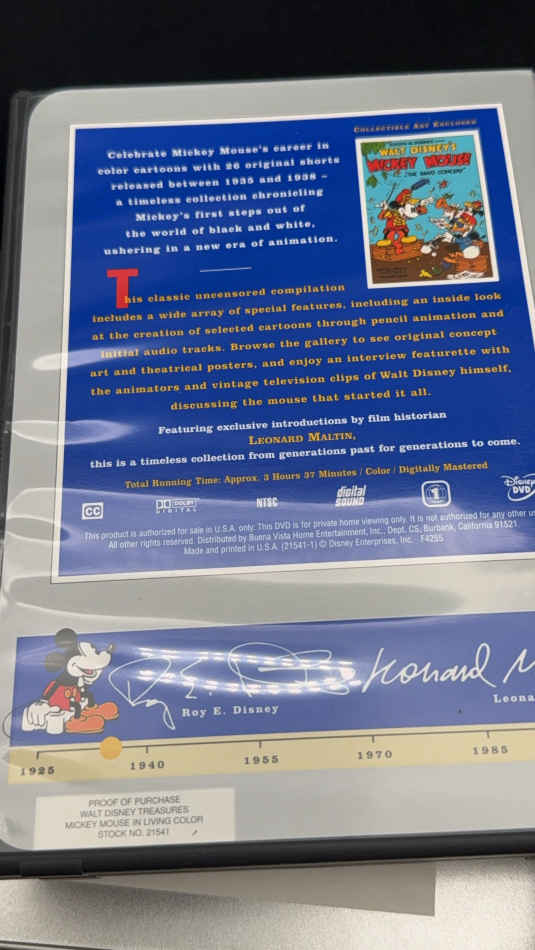 Celebrate Mickey Mouse's career in
color cartoons with 26 original shorts
released between 1935 and 1938 –
a timeless collection chronicling
Mickey's first steps out of
the world of black and white,
ushering in a new era of animation.
COLLECTIBLE ART ENCLOSED
WALT DISNEY'S
MICKEY MOUSE
"THE BAND CONCERT"
This classic uncensored compilation
includes a wide array of special features, including an inside look
at the creation of selected cartoons through pencil animation and
initial audio tracks. Browse the gallery to see original concept
art and theatrical posters, and enjoy an interview featurette with
the animators and vintage television clips of Walt Disney himself,
discussing the mouse that started it all.
Featuring exclusive introductions by film historian
LEONARD MALTIN,
this is a timeless collection from generations past for generations to come.
Total Running Time: Approx. 3 Hours 37 Minutes / Color / Digitally Mastered
CC
DOLBY
DIGITAL
NTSC
digital
SOUND
1
Disney
DVD
This product is authorized for sale in U.S.A. only. This DVD is for private home viewing only. It is not authorized for any other
All other rights reserved. Distributed by Buena Vista Home Entertainment, Inc., Dept. CS, Burbank, California 91521.
Made and printed in U.S.A. (21541-1) © Disney Enterprises, Inc. - F4255
Roy E. D
Leonard M
Roy E. Disney
Leona
1925
1940
1955
1970
1985
PROOF OF PURCHASE
WALT DISNEY TREASURES
MICKEY MOUSE IN LIVING COLOR
STOCK NO. 21541